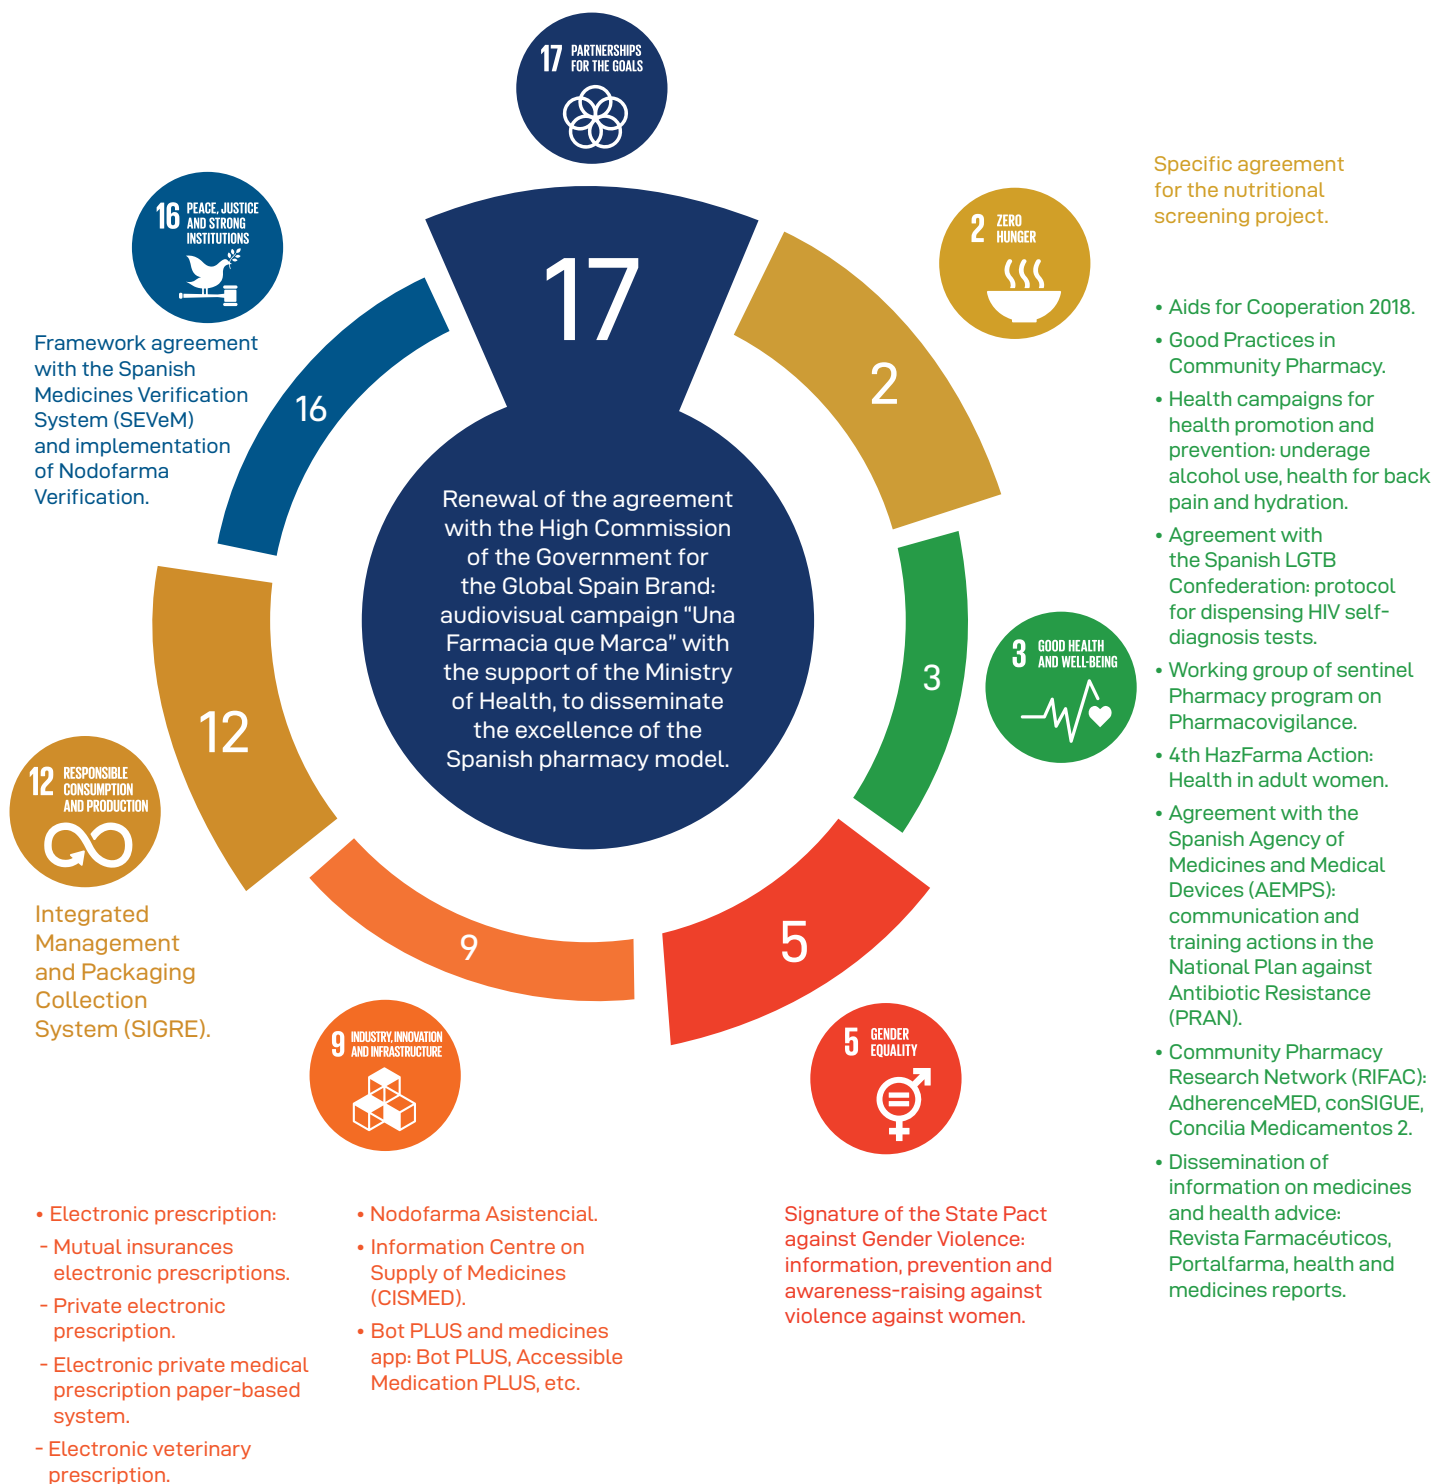 17 PARTNERSHIPS
FOR THE GOALS
17
Renewal of the agreement
with the High Commission
of the Government for
the Global Spain Brand:
audiovisual campaign “Una
Farmacia que Marca” with
the support of the Ministry
of Health, to disseminate
the excellence of the
Spanish pharmacy model.
2 ZERO
HUNGER
2
Specific agreement
for the nutritional
screening project.
3 GOOD HEALTH
AND WELL-BEING
3
• Aids for Cooperation 2018.
• Good Practices in
Community Pharmacy.
• Health campaigns for
health promotion and
prevention: underage
alcohol use, health for back
pain and hydration.
• Agreement with
the Spanish LGTB
Confederation: protocol
for dispensing HIV self-
diagnosis tests.
• Working group of sentinel
Pharmacy program on
Pharmacovigilance.
• 4th HazFarma Action:
Health in adult women.
• Agreement with the
Spanish Agency of
Medicines and Medical
Devices (AEMPS):
communication and
training actions in the
National Plan against
Antibiotic Resistance
(PRAN).
• Community Pharmacy
Research Network (RIFAC):
AdherenceMED, conSIGUE,
Concilia Medicamentos 2.
• Dissemination of
information on medicines
and health advice:
Revista Farmacéuticos,
Portalfarma, health and
medicines reports.
5 GENDER
EQUALITY
5
Signature of the State Pact
against Gender Violence:
information, prevention and
awareness-raising against
violence against women.
9 INDUSTRY, INNOVATION
AND INFRASTRUCTURE
9
• Electronic prescription:
- Mutual insurances
electronic prescriptions.
- Private electronic
prescription.
- Electronic private medical
prescription paper-based
system.
- Electronic veterinary
prescription.
• Nodofarma Asistencial.
• Information Centre on
Supply of Medicines
(CISMED).
• Bot PLUS and medicines
app: Bot PLUS, Accessible
Medication PLUS, etc.
12 RESPONSIBLE
CONSUMPTION
AND PRODUCTION
12
Integrated
Management
and Packaging
Collection
System (SIGRE).
16 PEACE, JUSTICE
AND STRONG
INSTITUTIONS
16
Framework agreement
with the Spanish
Medicines Verification
System (SEVeM)
and implementation
of Nodofarma
Verification.